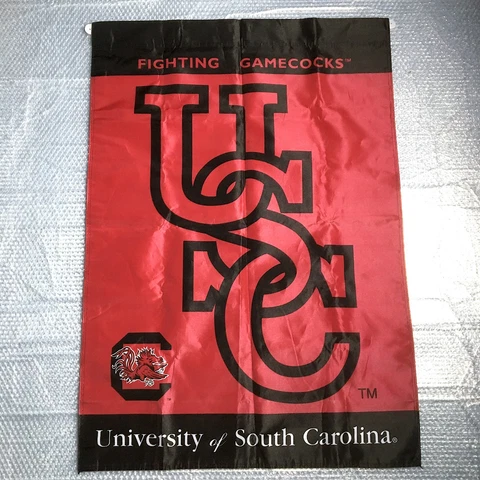 FIGHTING GAMECOCKS™
USC
TM
C
University of South Carolina®